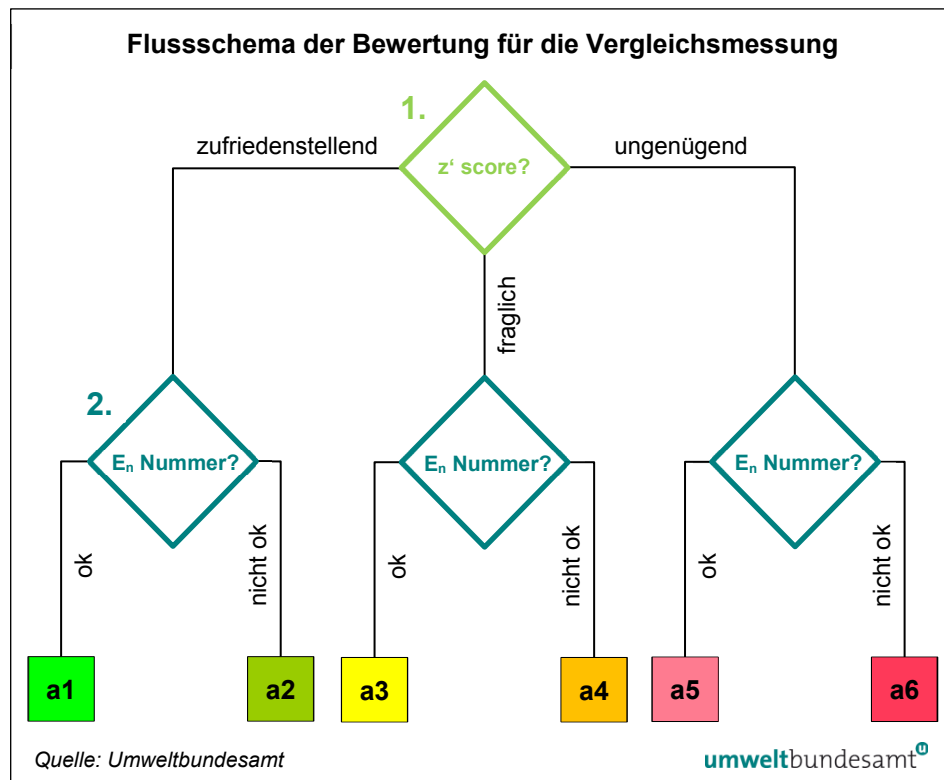 Flussschema der Bewertung für die Vergleichsmessung
1.
zufriedenstellend
z‘ score?
ungenügend
fraglich
2.
Eₙ Nummer?
Eₙ Nummer?
Eₙ Nummer?
ok
nicht ok
ok
nicht ok
ok
nicht ok
a1
a2
a3
a4
a5
a6
Quelle: Umweltbundesamt
umweltbundesamt ⓤ